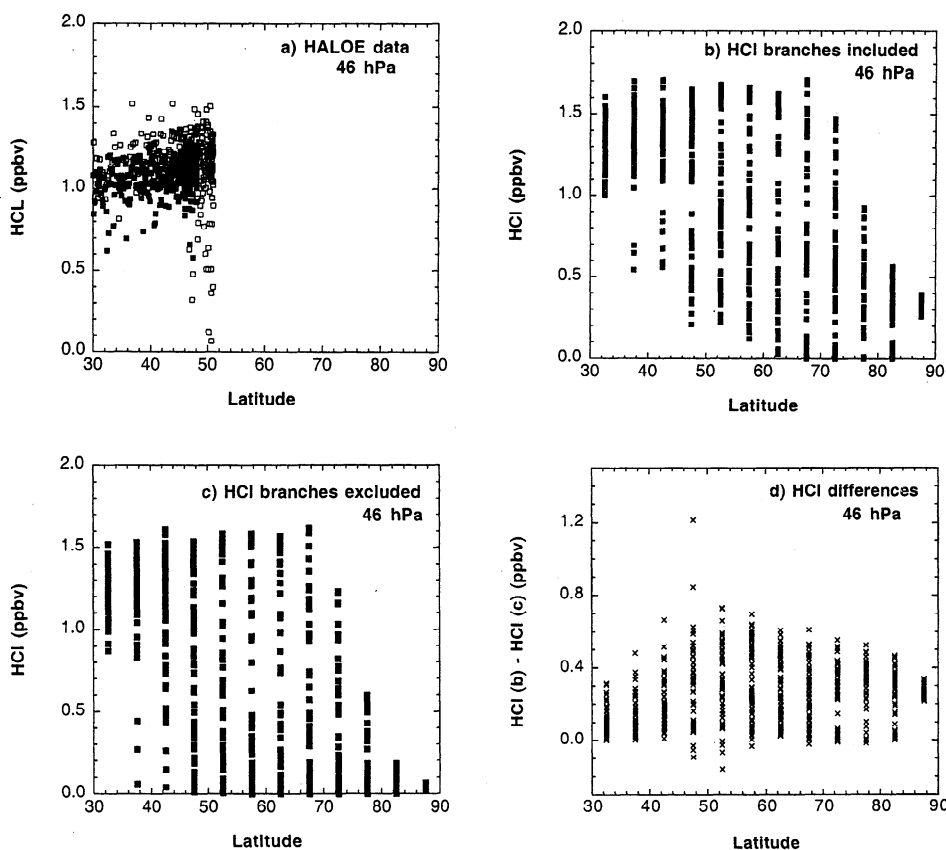 2.0
1.5
1.0
0.5
0.0
HCL (ppbv)
a) HALOE data
46 hPa
30 40 50 60 70 80 90
Latitude
2.0
1.5
1.0
0.5
0.0
HCl (ppbv)
b) HCl branches included
46 hPa
30 40 50 60 70 80 90
Latitude
2.0
1.5
1.0
0.5
0.0
HCl (ppbv)
c) HCl branches excluded
46 hPa
30 40 50 60 70 80 90
Latitude
1.2
0.8
0.4
0.0
HCl (b) - HCl (c) (ppbv)
d) HCl differences
46 hPa
30 40 50 60 70 80 90
Latitude